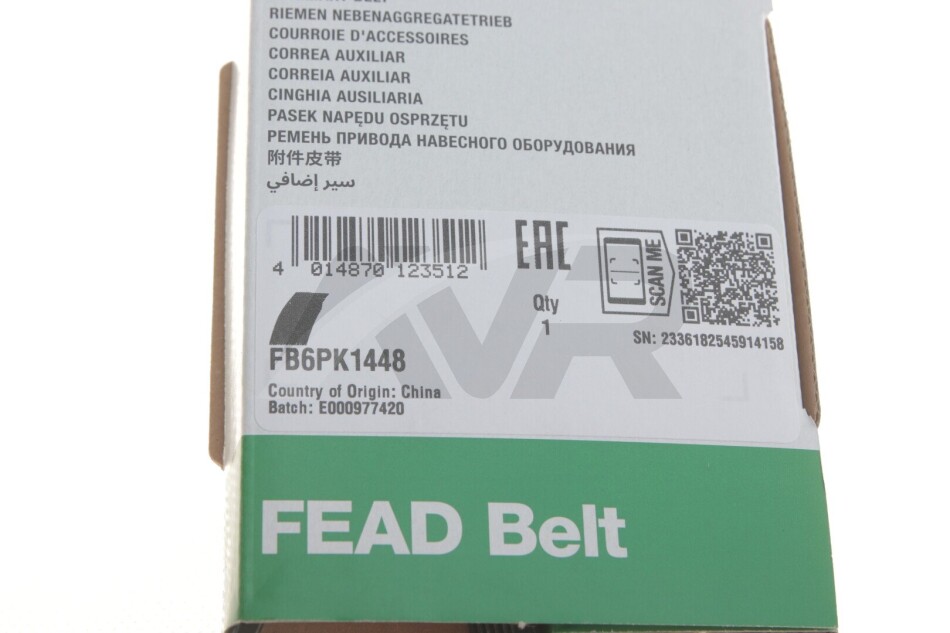 RIEMEN NEBENAGGREGATETRIEB
COURROIE D'ACCESSOIRES
CORREA AUXILIAR
CORREIA AUXILIAR
CINGHIA AUSILIARIA
PASEK NAPĘDU OSPRZĘTU
РЕМЕНЬ ПРИВОДА НАВЕСНОГО ОБОРУДОВАНИЯ
附件皮带
سير إضافي
4 014870 123512
EAC
Qty
1
SCAN ME
SN: 2336182545914158
FB6PK1448
Country of Origin: China
Batch: E000977420
FEAD Belt